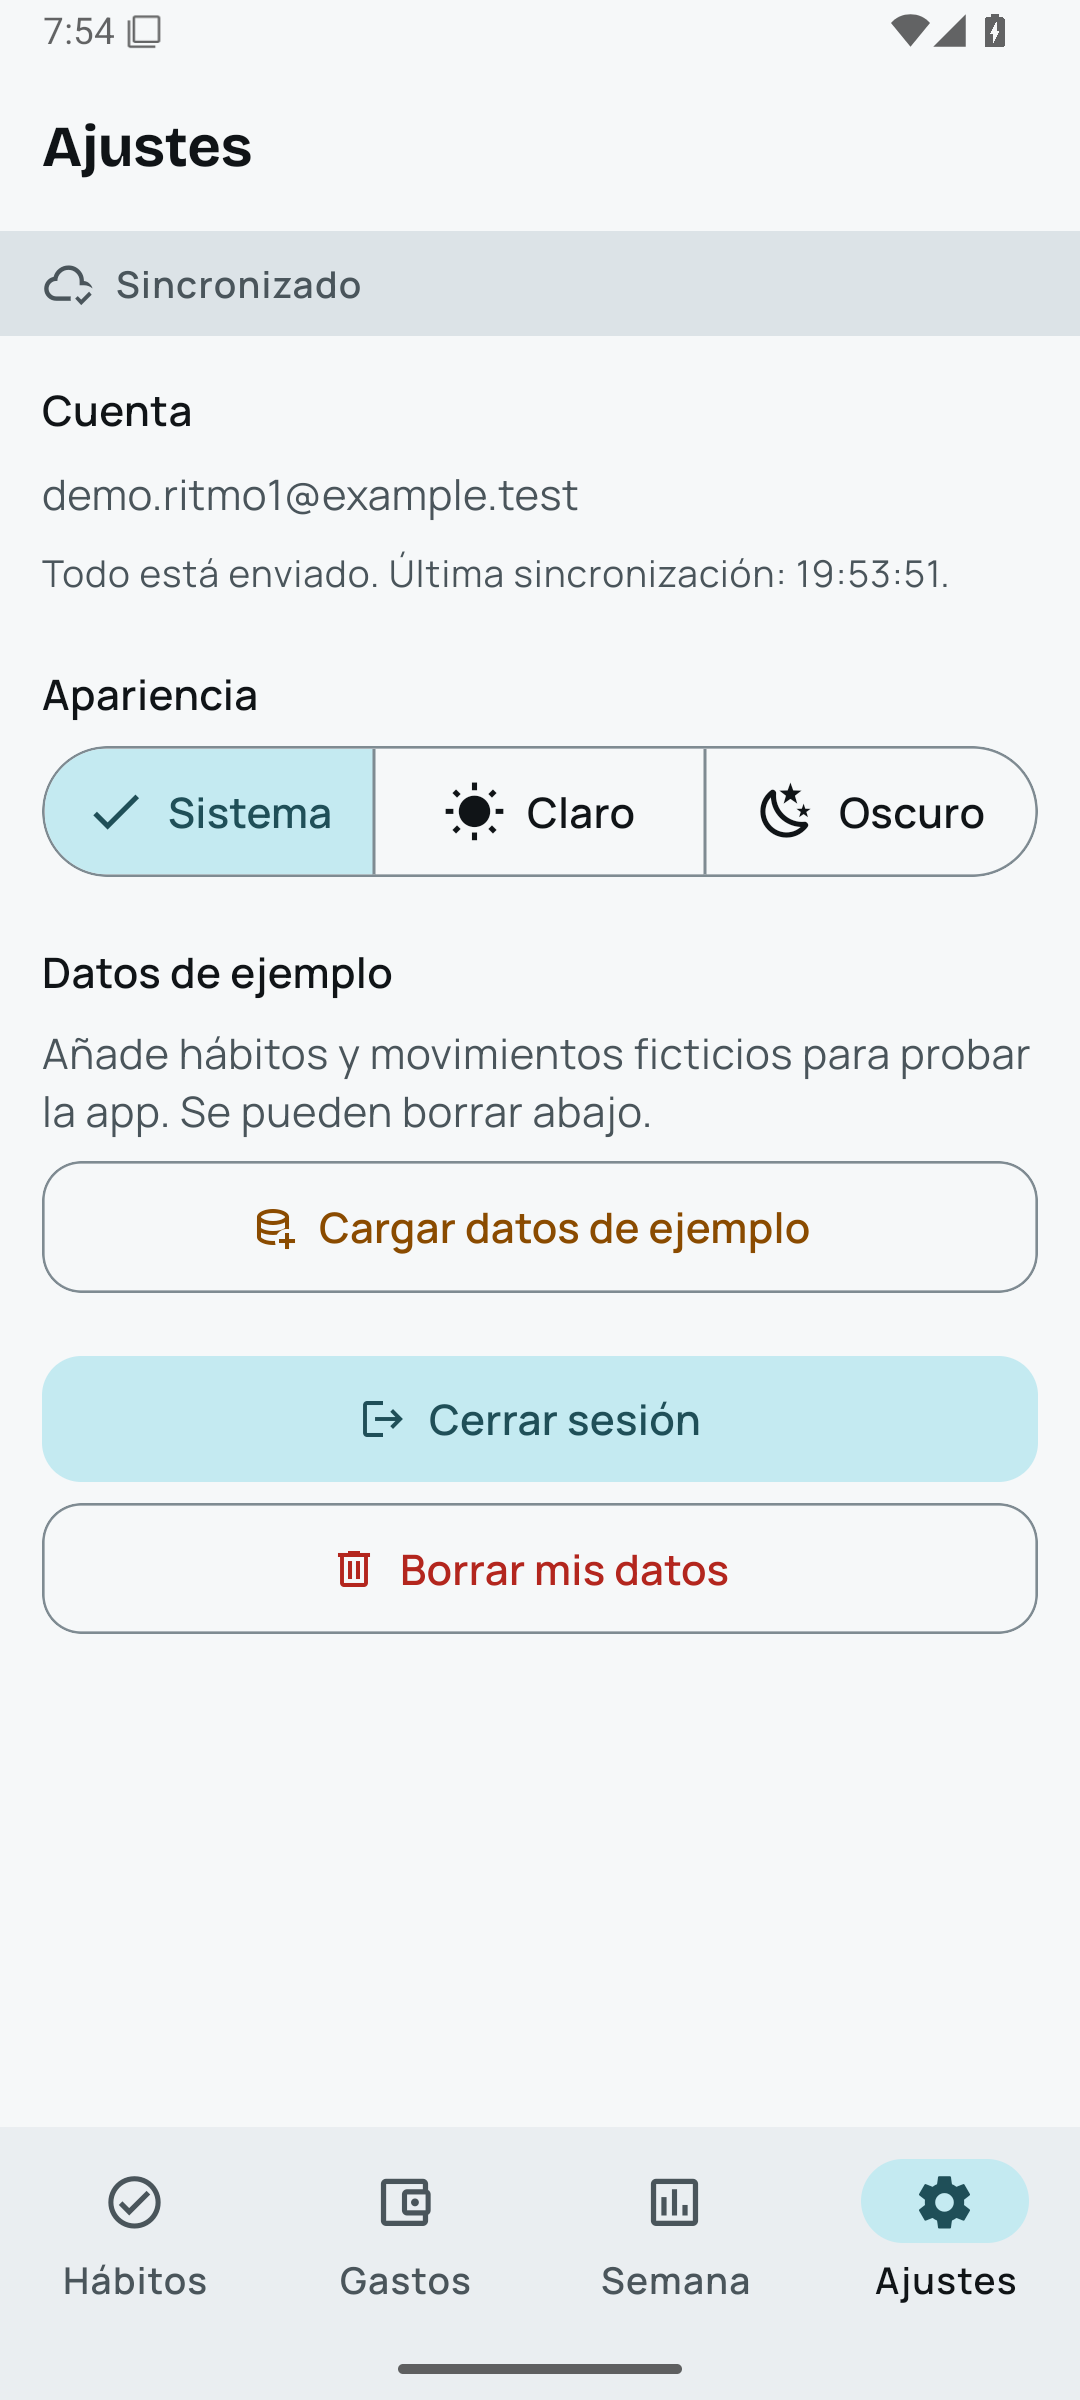 7:54
Ajustes
Sincronizado
Cuenta
demo.ritmo1@example.test
Todo está enviado. Última sincronización: 19:53:51.
Apariencia
Sistema
Claro
Oscuro
Datos de ejemplo
Añade hábitos y movimientos ficticios para probar
la app. Se pueden borrar abajo.
Cargar datos de ejemplo
Cerrar sesión
Borrar mis datos
Hábitos
Gastos
Semana
Ajustes